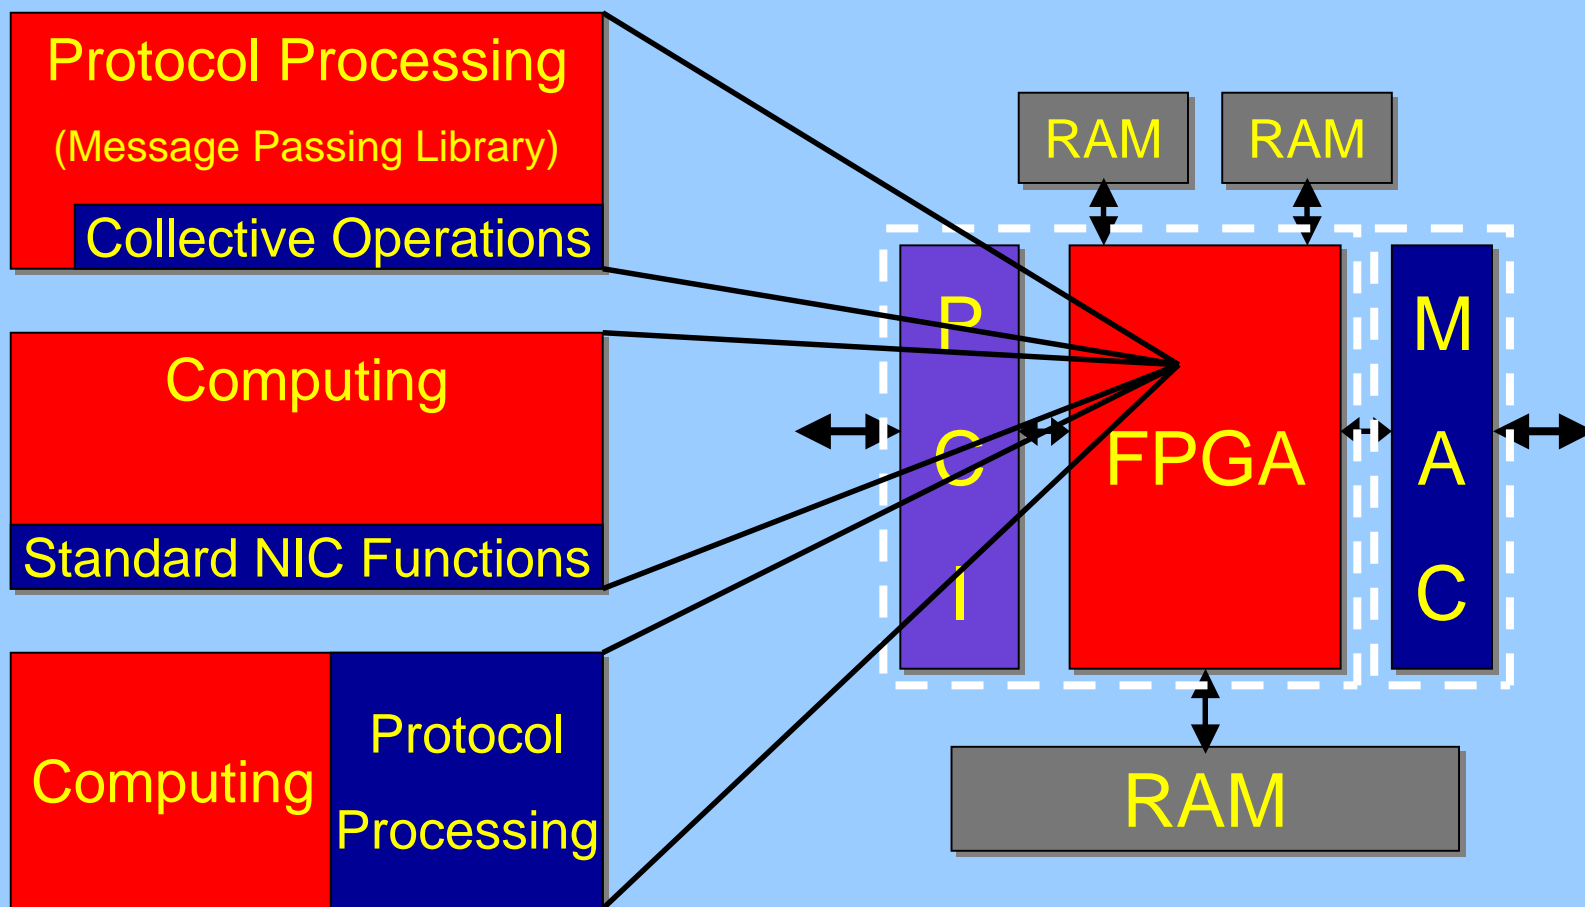 Protocol Processing
(Message Passing Library)
Collective Operations
Computing
Standard NIC Functions
Computing
Protocol
Processing
RAM
RAM
P
C
I
FPGA
M
A
C
RAM